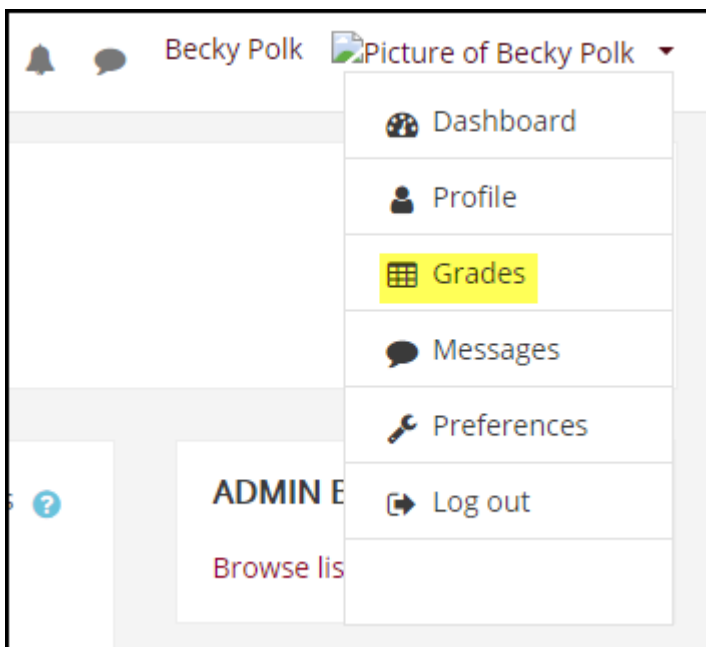 Becky Polk Picture of Becky Polk
Dashboard
Profile
Grades
Messages
Preferences
s ?
ADMIN
Log out
Browse lis